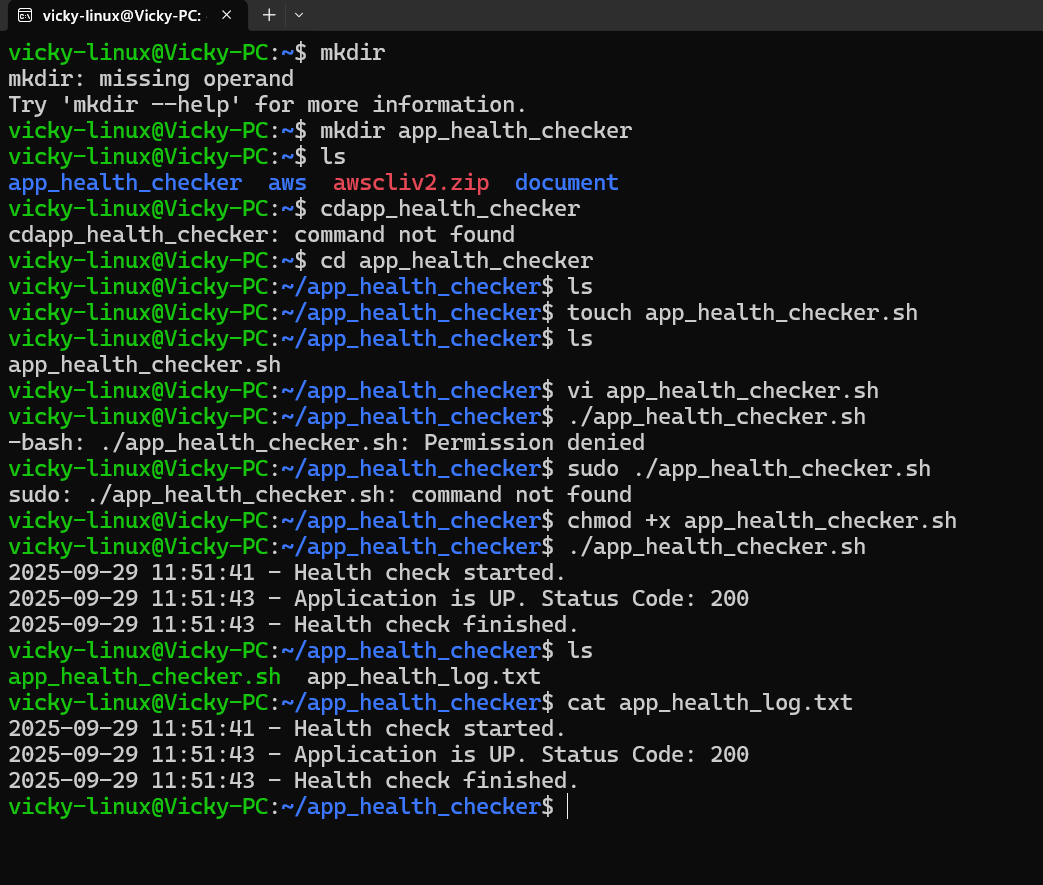 vicky-linux@Vicky-PC:
vicky-linux@Vicky-PC:~$ mkdir
mkdir: missing operand
Try 'mkdir --help' for more information.
vicky-linux@Vicky-PC:~$ mkdir app_health_checker
vicky-linux@Vicky-PC:~$ ls
app_health_checker  aws  awscliv2.zip  document
vicky-linux@Vicky-PC:~$ cdapp_health_checker
cdapp_health_checker: command not found
vicky-linux@Vicky-PC:~$ cd app_health_checker
vicky-linux@Vicky-PC:~/app_health_checker$ ls
vicky-linux@Vicky-PC:~/app_health_checker$ touch app_health_checker.sh
vicky-linux@Vicky-PC:~/app_health_checker$ ls
app_health_checker.sh
vicky-linux@Vicky-PC:~/app_health_checker$ vi app_health_checker.sh
vicky-linux@Vicky-PC:~/app_health_checker$ ./app_health_checker.sh
-bash: ./app_health_checker.sh: Permission denied
vicky-linux@Vicky-PC:~/app_health_checker$ sudo ./app_health_checker.sh
sudo: ./app_health_checker.sh: command not found
vicky-linux@Vicky-PC:~/app_health_checker$ chmod +x app_health_checker.sh
vicky-linux@Vicky-PC:~/app_health_checker$ ./app_health_checker.sh
2025-09-29 11:51:41 - Health check started.
2025-09-29 11:51:43 - Application is UP. Status Code: 200
2025-09-29 11:51:43 - Health check finished.
vicky-linux@Vicky-PC:~/app_health_checker$ ls
app_health_checker.sh  app_health_log.txt
vicky-linux@Vicky-PC:~/app_health_checker$ cat app_health_log.txt
2025-09-29 11:51:41 - Health check started.
2025-09-29 11:51:43 - Application is UP. Status Code: 200
2025-09-29 11:51:43 - Health check finished.
vicky-linux@Vicky-PC:~/app_health_checker$